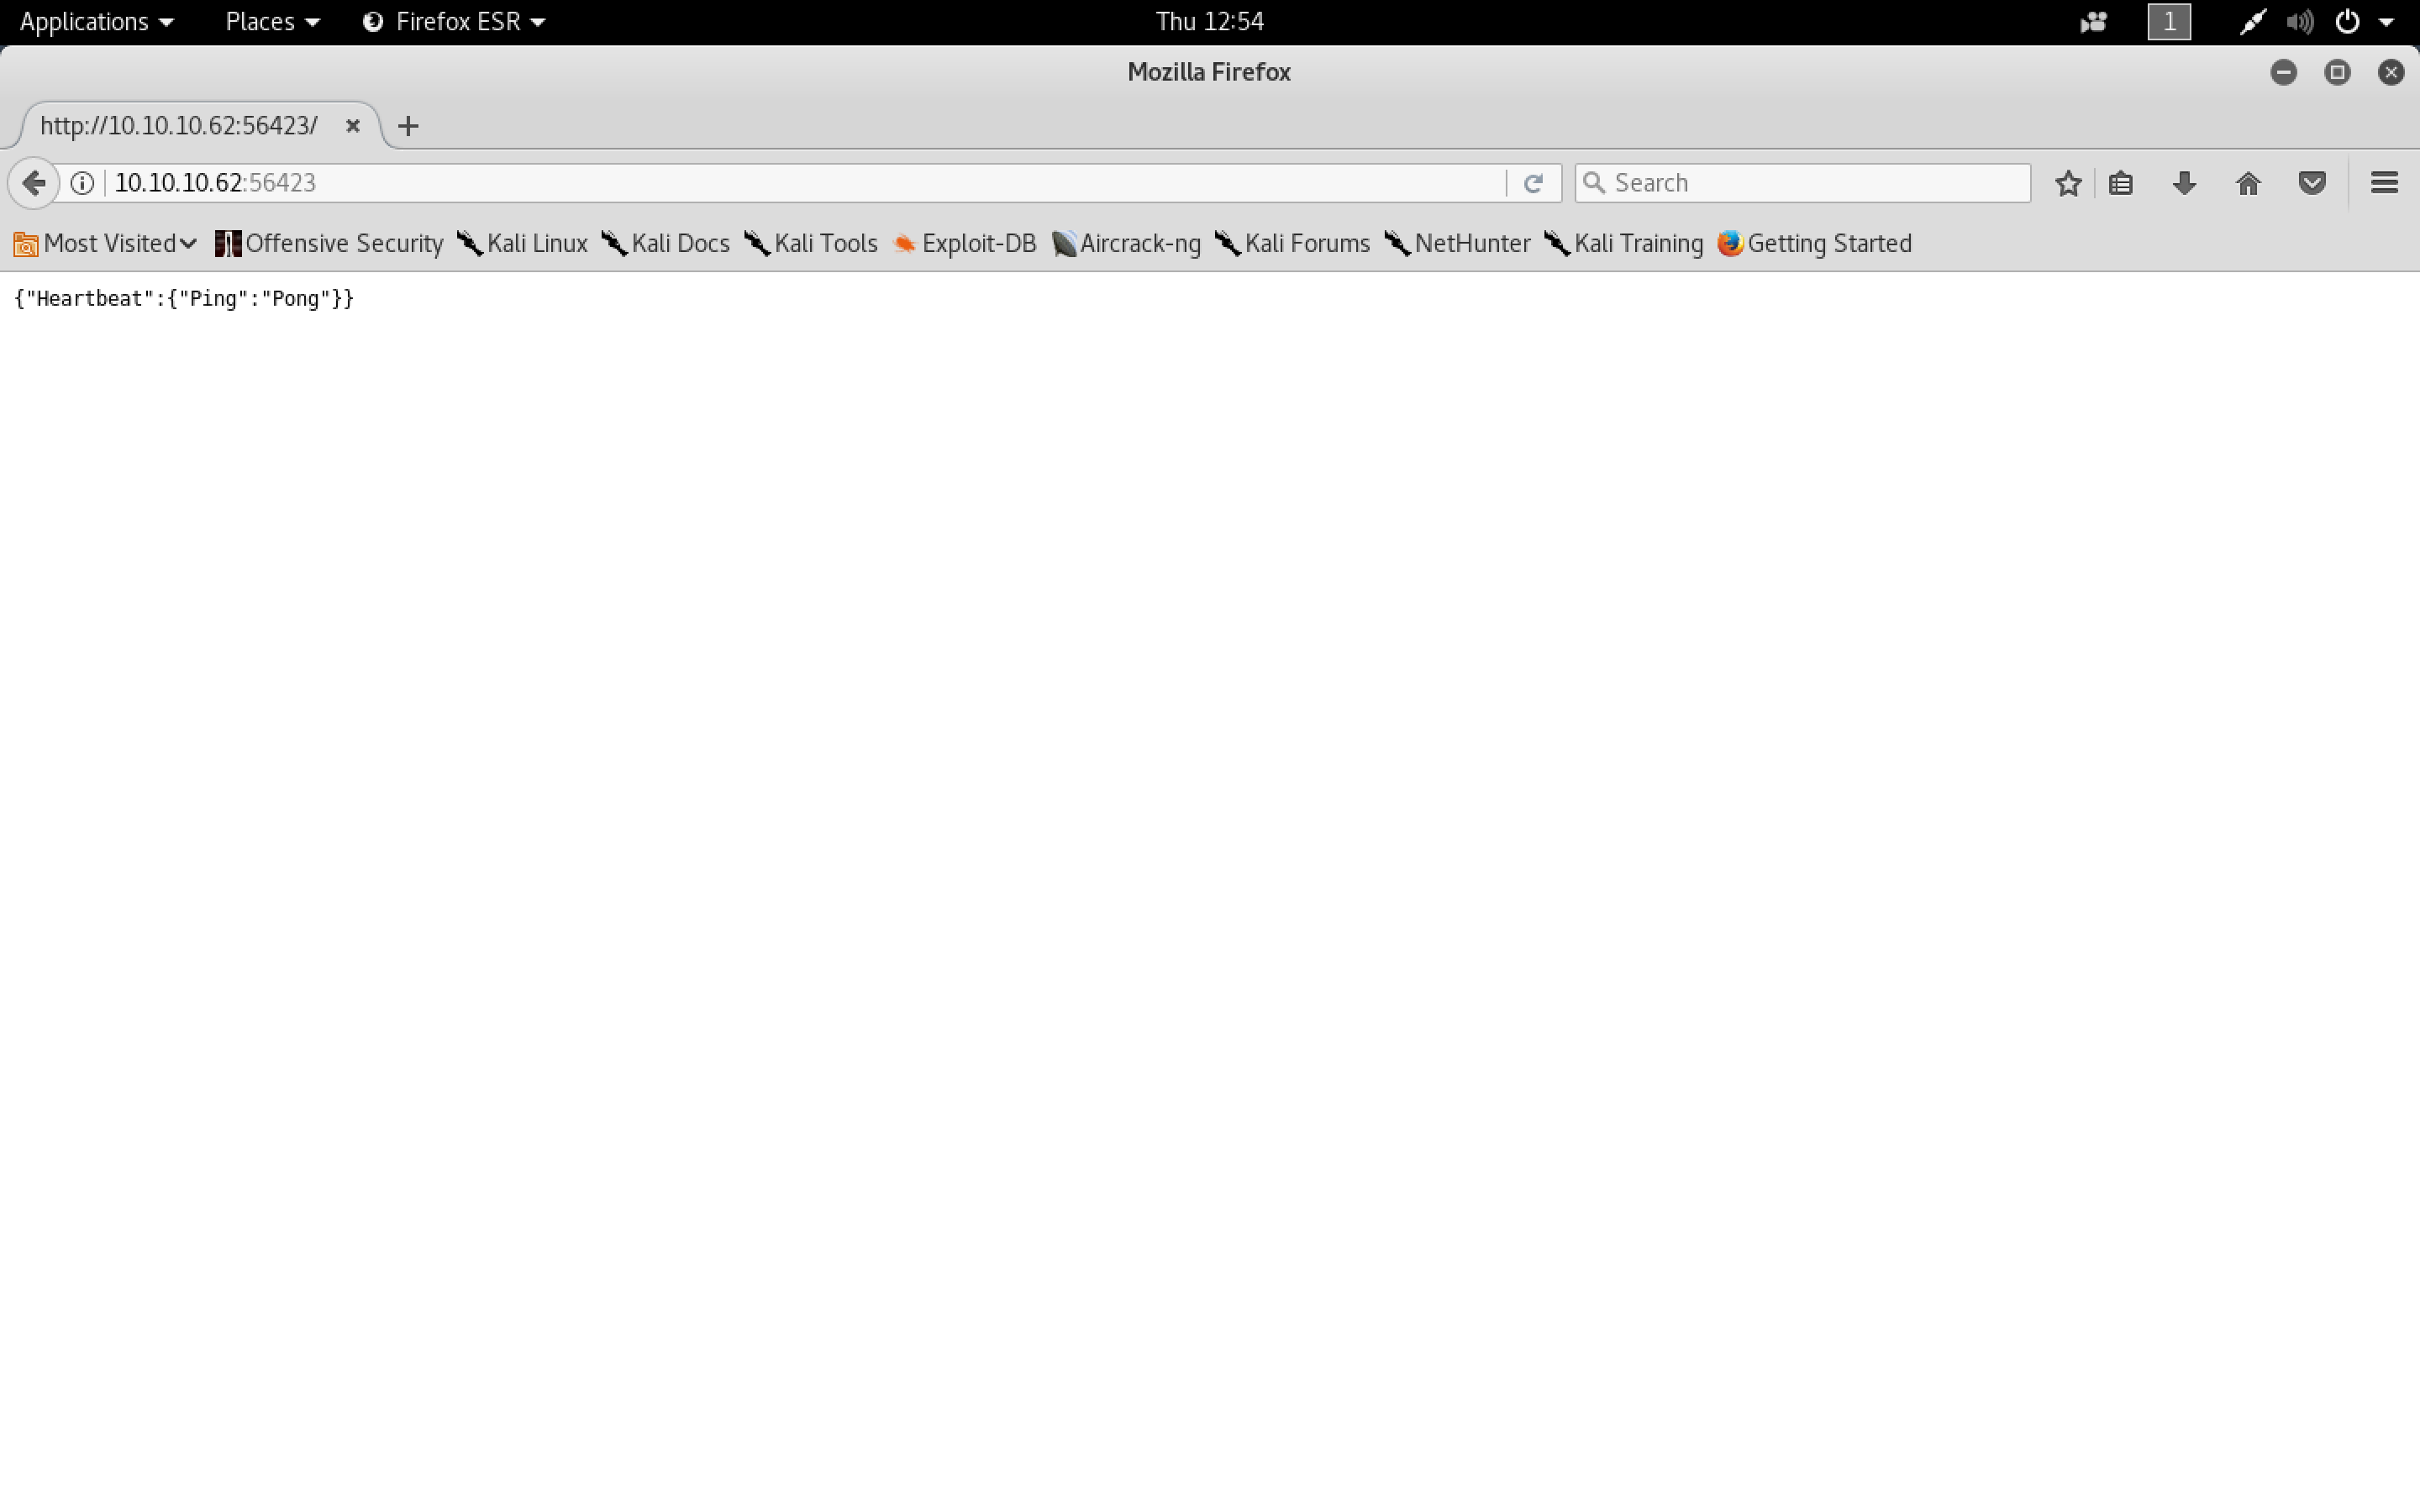 Applications Places Firefox ESR Thu 12:54 1
Mozilla Firefox
http://10.10.10.62:56423/
10.10.10.62:56423 Search
Most Visited Offensive Security Kali Linux Kali Docs Kali Tools Exploit-DB Aircrack-ng Kali Forums NetHunter Kali Training Getting Started
{"Heartbeat":{"Ping":"Pong"}}